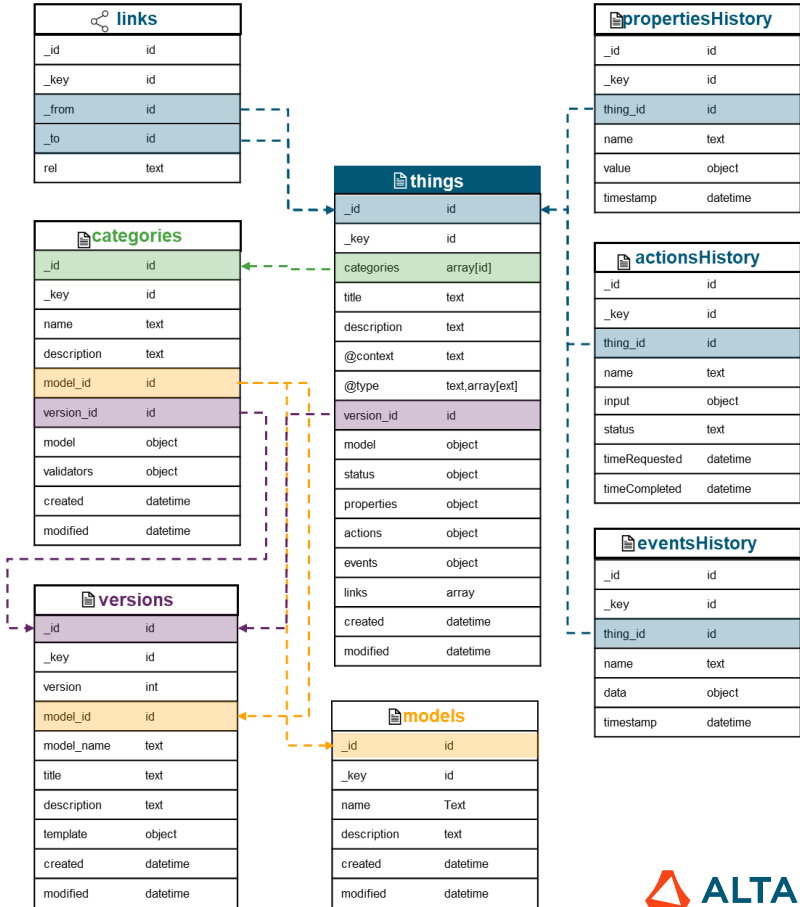 links
_id id
_key id
_from id
_to id
rel text
categories
_id id
_key id
name text
description text
model_id id
version_id id
model object
validators object
created datetime
modified datetime
versions
_id id
_key id
version int
model_id id
model_name text
title text
description text
template object
created datetime
modified datetime
things
_id id
_key id
categories array[id]
title text
description text
@context text
@type text,array[ext]
version_id id
model object
status object
properties object
actions object
events object
links array
created datetime
modified datetime
models
_id id
_key id
name Text
description text
created datetime
modified datetime
propertiesHistory
_id id
_key id
thing_id id
name text
value object
timestamp datetime
actionsHistory
_id id
_key id
thing_id id
name text
input object
status text
timeRequested datetime
timeCompleted datetime
eventsHistory
_id id
_key id
thing_id id
name text
data object
timestamp datetime
ALTA